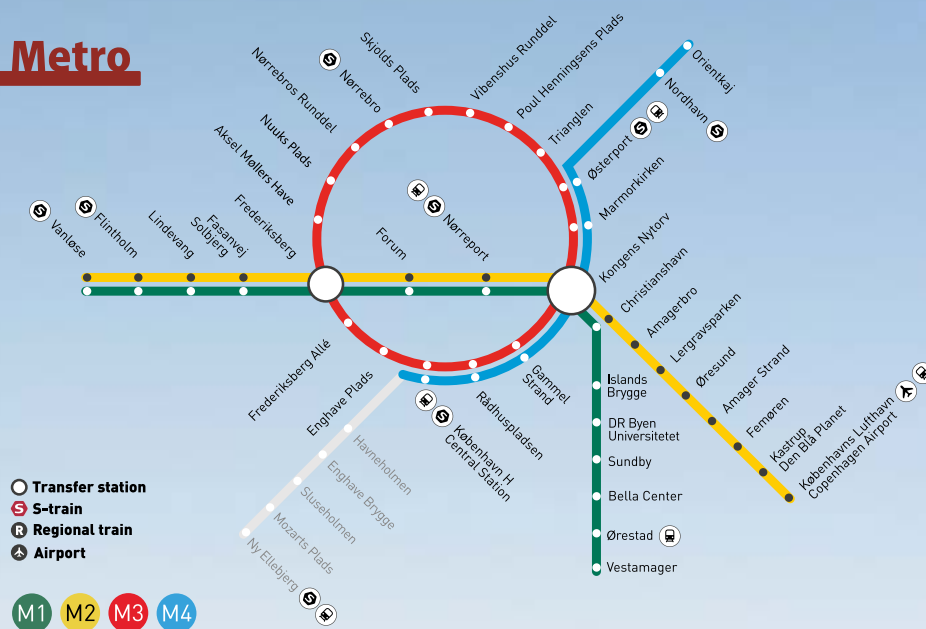 Metro
Vanløse
Flintholm
Lindevang
Fasanvej
Solbjerg
Frederiksberg
Aksel Møllers Have
Nuuks Plads
Nørrebros Runddel
Nørrebro
Skjolds Plads
Vibenshus Runddel
Poul Henningsens Plads
Trianglen
Orientkaj
Nordhavn
Østerport
Marmorkirken
Kongens Nytorv
Forum
Nørreport
Christianshavn
Amagerbro
Lergravsparken
Øresund
Amager Strand
Femøren
Kastrup
Den Blå Planet
Københavns Lufthavn
Copenhagen Airport
Islands
Brygge
DR Byen
Universitetet
Sundby
Bella Center
Ørestad
Vestamager
Gammel
Strand
Rådhuspladsen
København H
Central Station
Enghave Plads
Frederiksberg Allé
Havneholmen
Enghave Brygge
Sluseholmen
Mozarts Plads
Ny Ellebjerg
Transfer station
S S-train
R Regional train
Airport
M1 M2 M3 M4